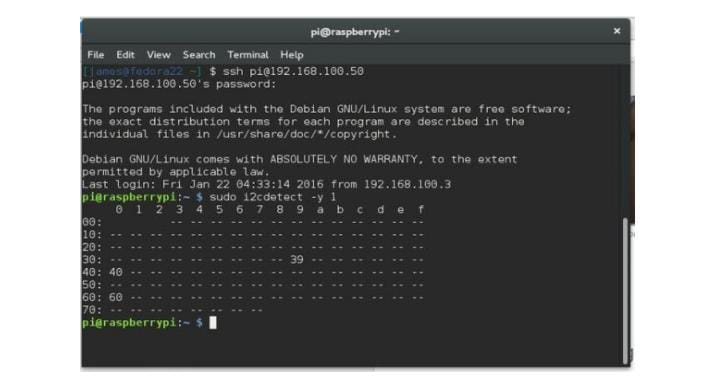 pi@raspberrypi: ~
×
File Edit View Search Terminal Help
[james@fedora22 ~] $ ssh pi@192.168.100.50
pi@192.168.100.50's password:

The programs included with the Debian GNU/Linux system are free software;
the exact distribution terms for each program are described in the
individual files in /usr/share/doc/*/copyright.

Debian GNU/Linux comes with ABSOLUTELY NO WARRANTY, to the extent
permitted by applicable law.
Last login: Fri Jan 22 04:33:14 2016 from 192.168.100.3
pi@raspberrypi:~ $ sudo i2cdetect -y 1
     0  1  2  3  4  5  6  7  8  9  a  b  c  d  e  f
00:          -- -- -- -- -- -- -- -- -- -- -- -- --
10: -- -- -- -- -- -- -- -- -- -- -- -- -- -- -- --
20: -- -- -- -- -- -- -- -- -- -- -- -- -- -- -- --
30: -- -- -- -- -- -- -- -- -- 39 -- -- -- -- -- --
40: 40 -- -- -- -- -- -- -- -- -- -- -- -- -- -- --
50: -- -- -- -- -- -- -- -- -- -- -- -- -- -- -- --
60: 60 -- -- -- -- -- -- -- -- -- -- -- -- -- -- --
70: -- -- -- -- -- -- -- --
pi@raspberrypi:~ $